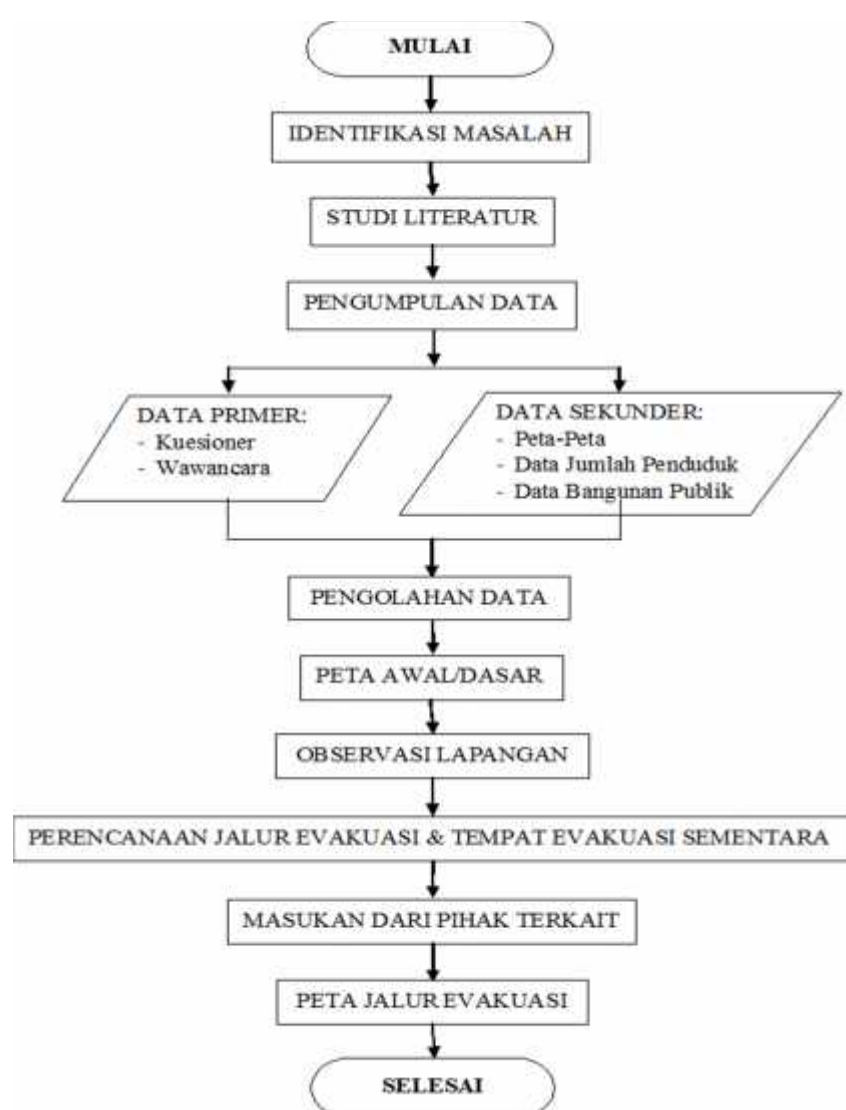 MULAI
IDENTIFIKASI MASALAH
STUDI LITERATUR
PENGUMPULAN DATA
DATA PRIMER:
- Kuesioner
- Wawancara
DATA SEKUNDER:
- Peta-Peta
- Data Jumlah Penduduk
- Data Bangunan Publik
PENGOLAHAN DATA
PETA AWAL/DASAR
OBSERVASI LAPANGAN
PERENCANAAN JALUR EVAKUASI & TEMPAT EVAKUASI SEMENTARA
MASUKAN DARI PIHAK TERKAIT
PETA JALUR EVAKUASI
SELESAI